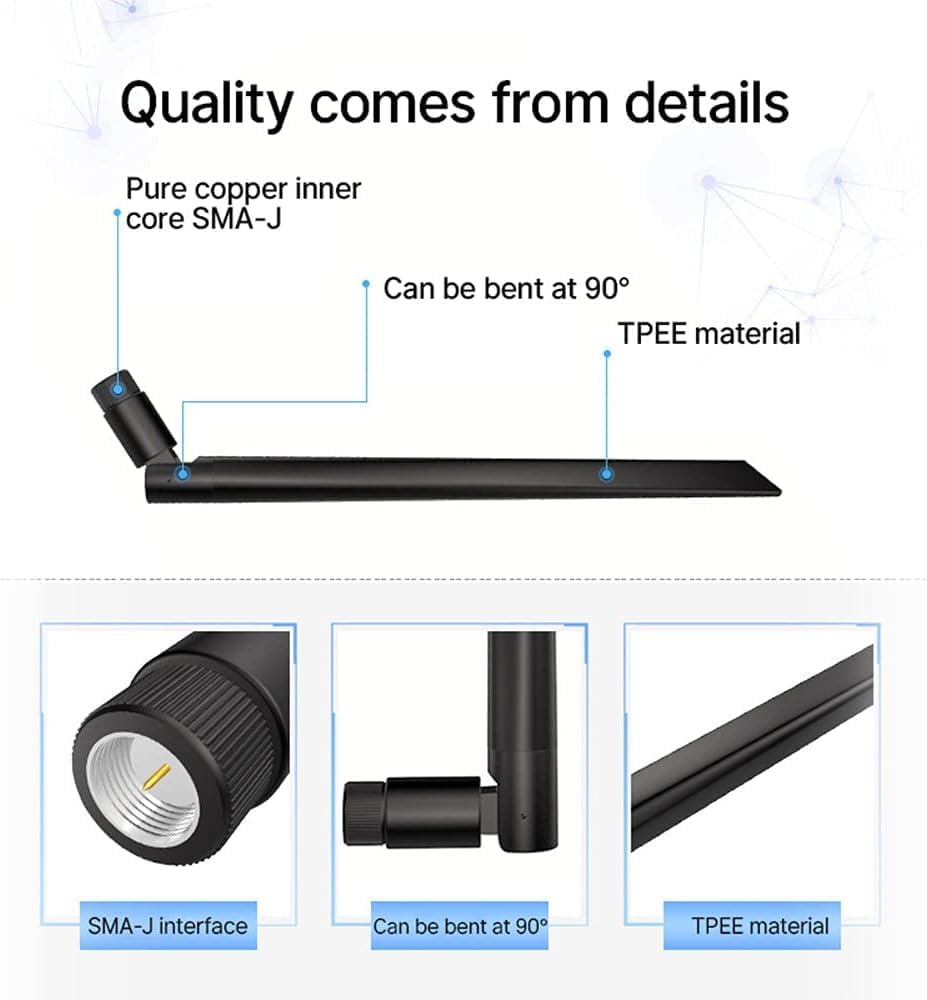 Quality comes from details
Pure copper inner
core SMA-J
Can be bent at 90°
TPEE material
SMA-J interface
Can be bent at 90°
TPEE material